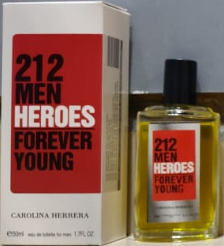 212
MEN
HEROES
FOREVER
YOUNG
CAROLINA HERRERA
℮50ml eau de toilette for men 1.7FL OZ
212
MEN
HEROES
FOREVER
YOUNG